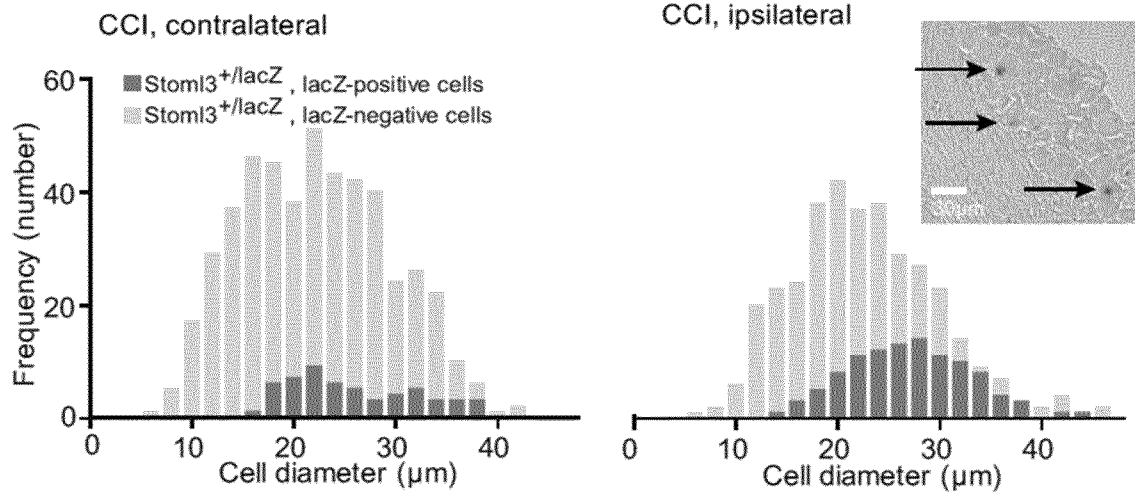 CCI, contralateral
Stoml3+/lacZ , lacZ-positive cells
Stoml3+/lacZ , lacZ-negative cells
Frequency (number)
60
40
20
0
0 10 20 30 40
Cell diameter (µm)
CCI, ipsilateral
30µm
0 10 20 30 40
Cell diameter (µm)